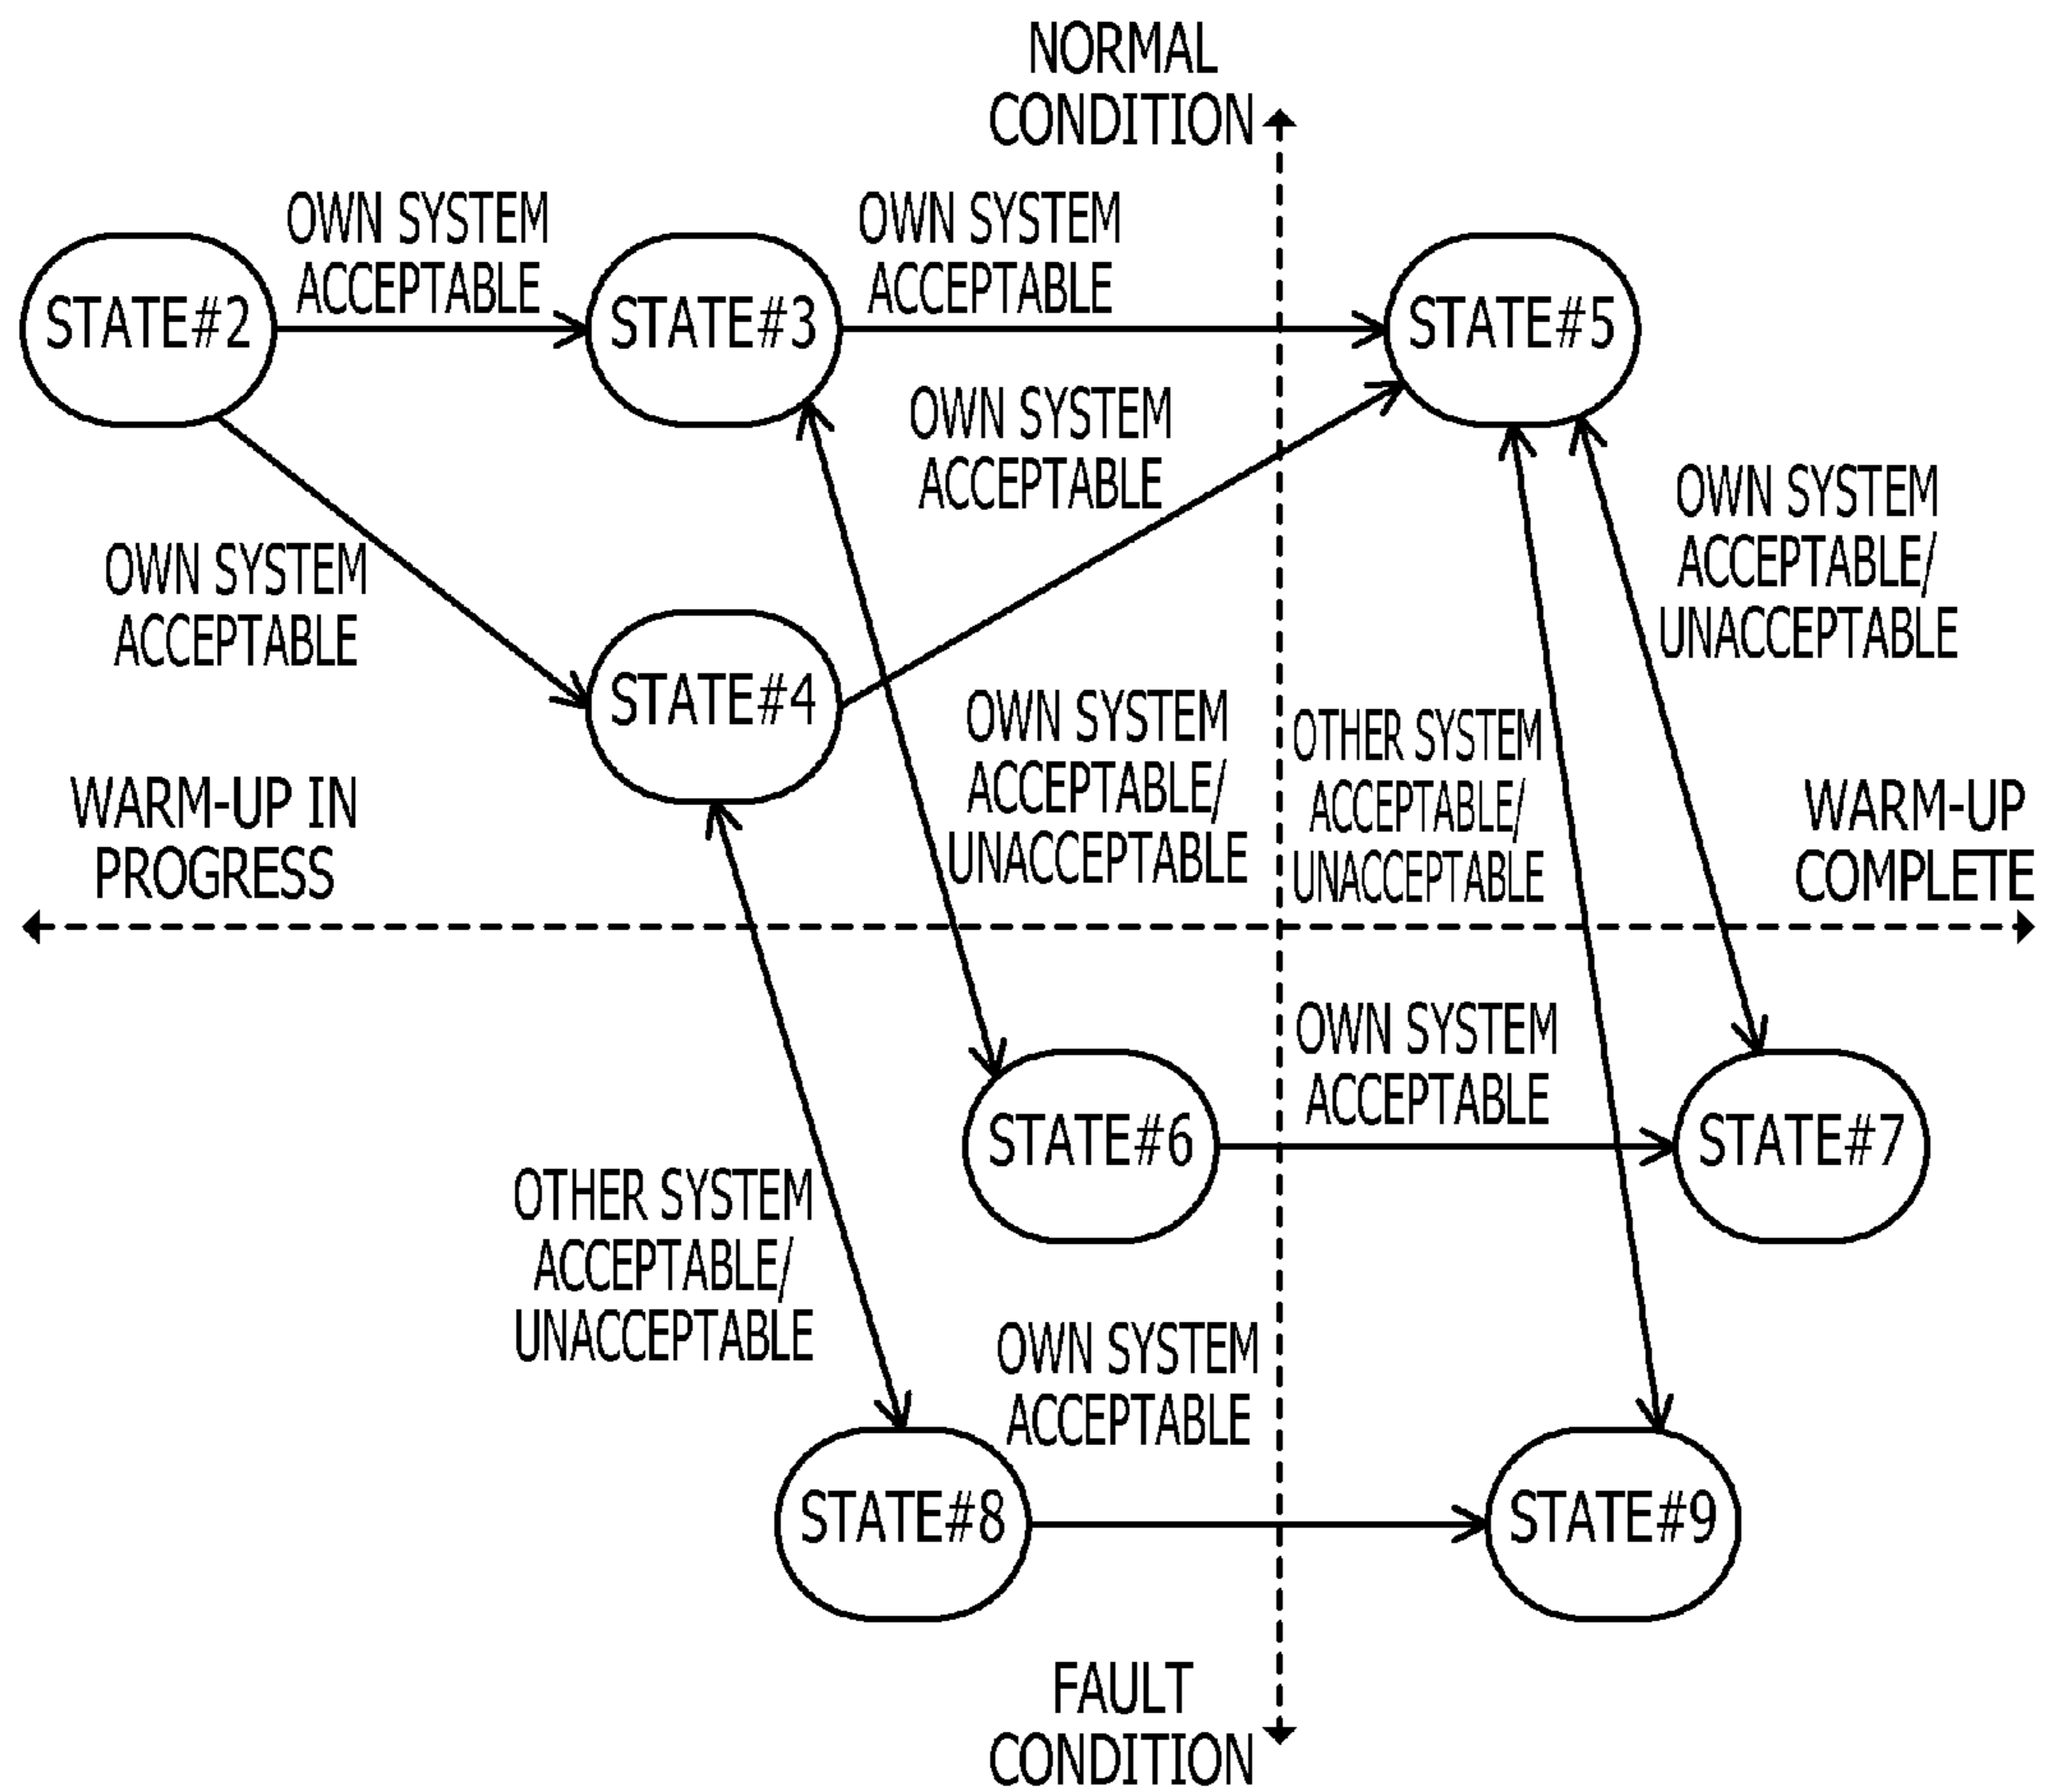 NORMAL
CONDITION
OWN SYSTEM
ACCEPTABLE
OWN SYSTEM
ACCEPTABLE
STATE#2
STATE#3
STATE#5
OWN SYSTEM
ACCEPTABLE
OWN SYSTEM
ACCEPTABLE/
UNACCEPTABLE
OWN SYSTEM
ACCEPTABLE
STATE#4
OWN SYSTEM
ACCEPTABLE/
UNACCEPTABLE
OTHER SYSTEM
ACCEPTABLE/
UNACCEPTABLE
WARM-UP IN
PROGRESS
WARM-UP
COMPLETE
OWN SYSTEM
ACCEPTABLE
STATE#6
STATE#7
OTHER SYSTEM
ACCEPTABLE/
UNACCEPTABLE
OWN SYSTEM
ACCEPTABLE
STATE#8
STATE#9
FAULT
CONDITION